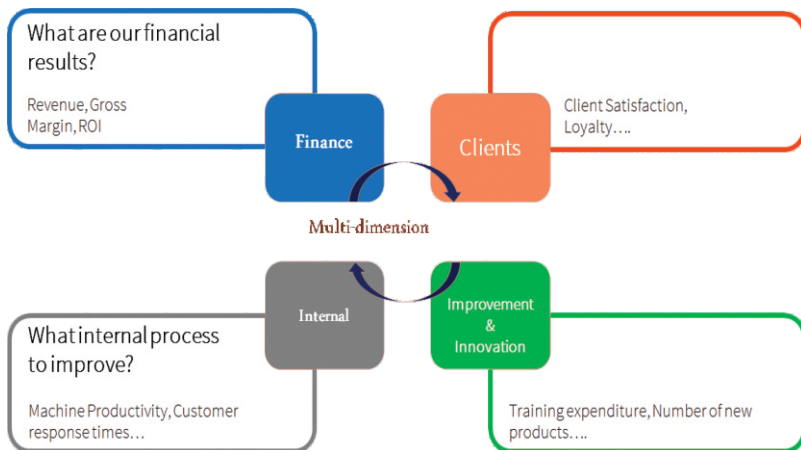 What are our financial
results?
Revenue, Gross
Margin, ROI
Finance
Clients
Client Satisfaction,
Loyalty....
Multi-dimension
Internal
Improvement
&
Innovation
What internal process
to improve?
Machine Productivity, Customer
response times...
Training expenditure, Number of new
products....